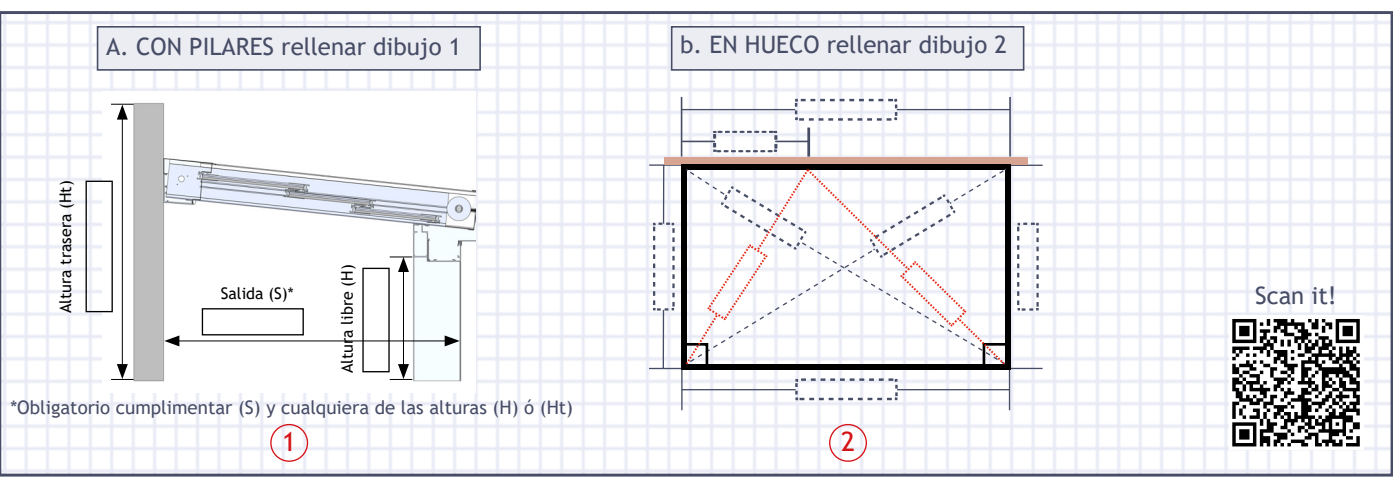 A. CON PILARES rellenar dibujo 1
b. EN HUECO rellenar dibujo 2
Altura trasera (Ht)
Salida (S)*
Altura libre (H)
*Obligatorio cumplimentar (S) y cualquiera de las alturas (H) ó (Ht)
1
2
Scan it!